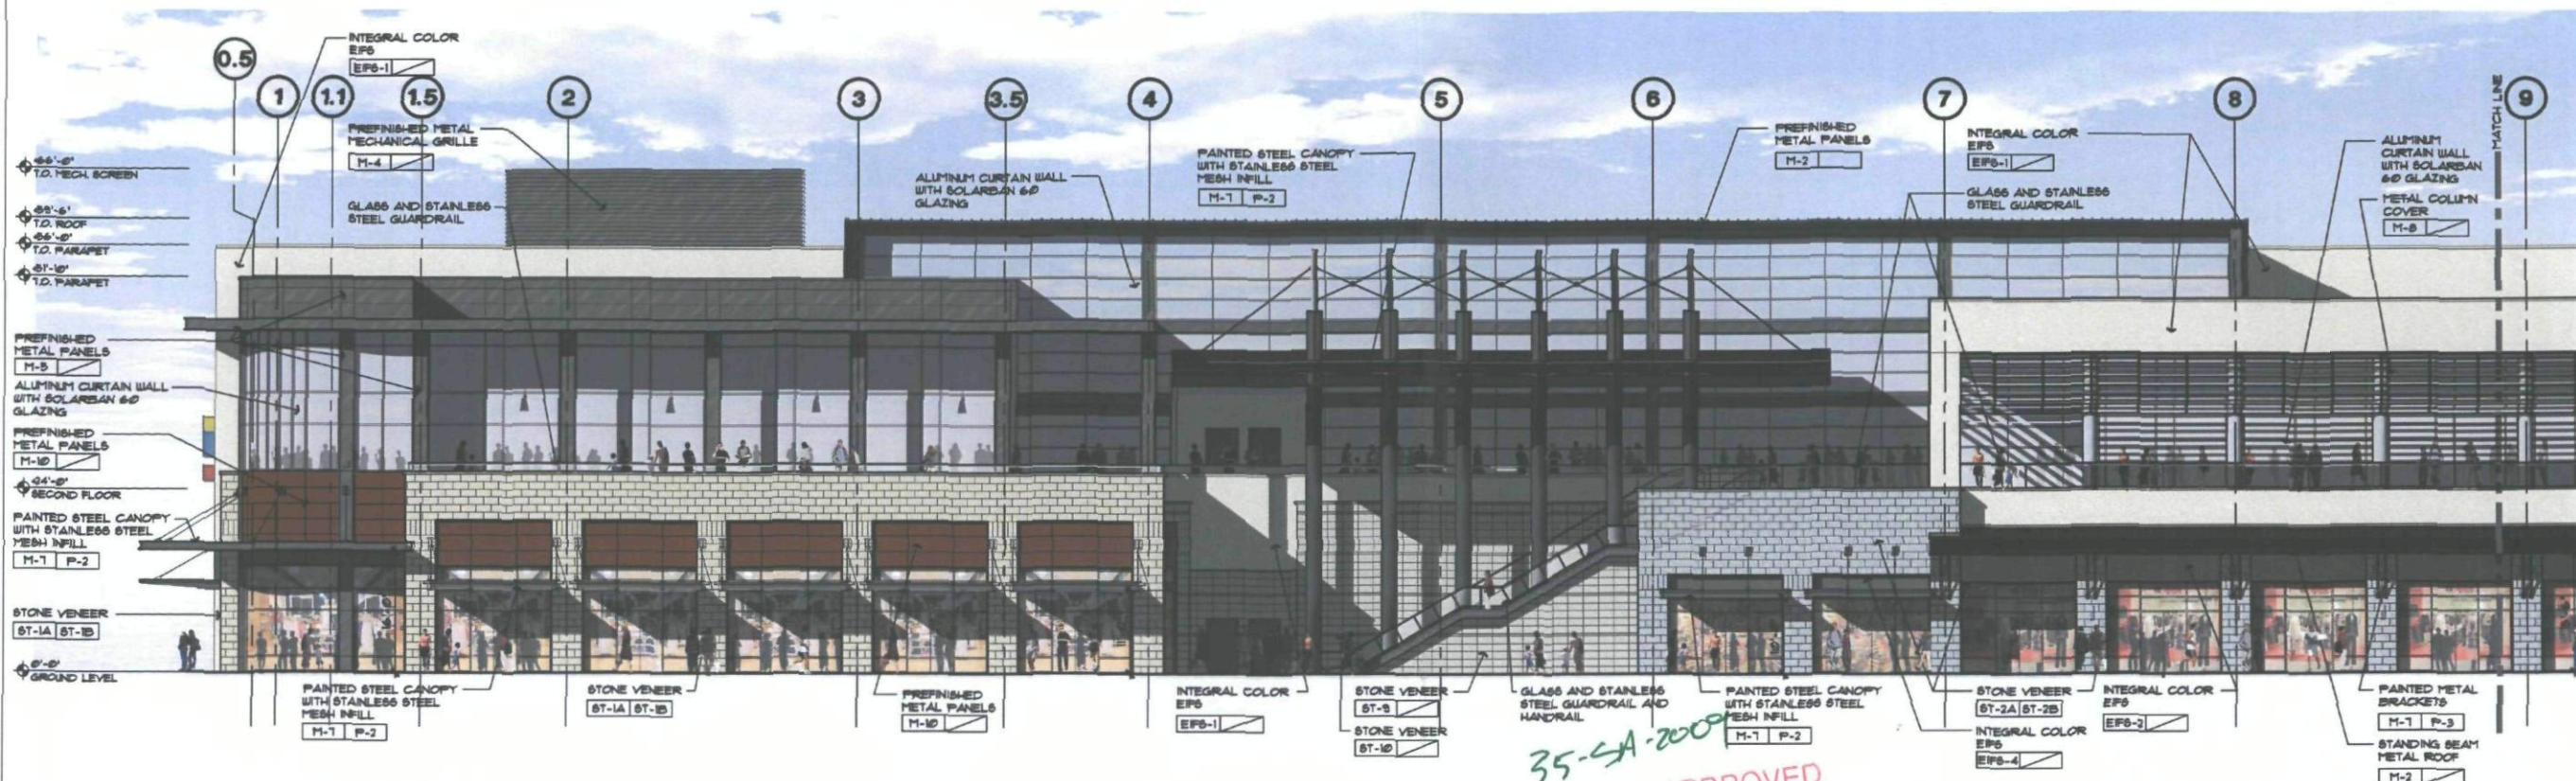 0.5
1
1.1
1.5
2
3
3.5
4
5
6
7
8
9
MATCH LINE
INTEGRAL COLOR
EIFS
EIFS-1
PREFINISHED METAL
MECHANICAL GRILLE
M-4
GLASS AND STAINLESS
STEEL GUARDRAIL
ALUMINUM CURTAIN WALL
WITH SOLARBAN 60
GLAZING
PAINTED STEEL CANOPY
WITH STAINLESS STEEL
MESH INFILL
M-7 P-2
PREFINISHED
METAL PANELS
M-2
INTEGRAL COLOR
EIFS
EIFS-1
GLASS AND STAINLESS
STEEL GUARDRAIL
ALUMINUM
CURTAIN WALL
WITH SOLARBAN
60 GLAZING
METAL COLUMN
COVER
M-8
66'-0"
T.O. MECH. SCREEN
T.O. ROOF
T.O. PARAPET
T.O. PARAPET
PREFINISHED
METAL PANELS
ALUMINUM CURTAIN WALL
WITH SOLARBAN 60
GLAZING
PREFINISHED
METAL PANELS
M-10
24'-0"
SECOND FLOOR
PAINTED STEEL CANOPY
WITH STAINLESS STEEL
MESH INFILL
M-7 P-2
STONE VENEER
ST-1A ST-1B
0'-0"
GROUND LEVEL
PAINTED STEEL CANOPY
WITH STAINLESS STEEL
MESH INFILL
M-7 P-2
STONE VENEER
ST-1A ST-1B
PREFINISHED
METAL PANELS
M-10
INTEGRAL COLOR
EIFS
EIFS-1
STONE VENEER
ST-9
STONE VENEER
ST-10
GLASS AND STAINLESS
STEEL GUARDRAIL AND
HANDRAIL
PAINTED STEEL CANOPY
WITH STAINLESS STEEL
MESH INFILL
M-7 P-2
STONE VENEER
ST-2A ST-2B
INTEGRAL COLOR
EIFS
EIFS-4
INTEGRAL COLOR
EIFS
EIFS-2
PAINTED METAL
BRACKETS
M-7 P-3
STANDING SEAM
METAL ROOF
M-2
35-SA-2009
APPROVED